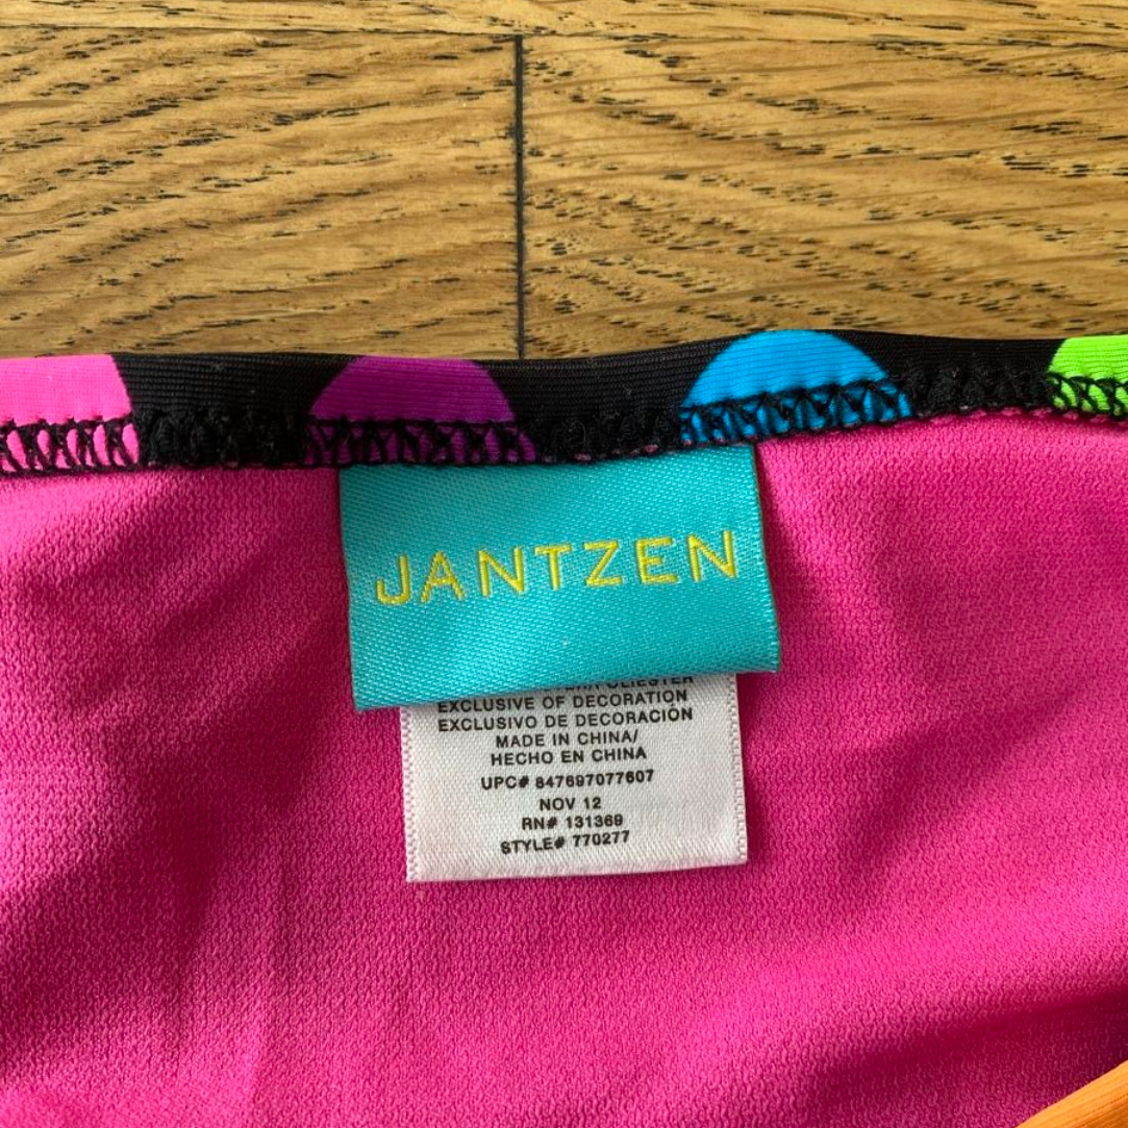 JANTZEN
EXCLUSIVE OF DECORATION
EXCLUSIVO DE DECORACIÓN
MADE IN CHINA/
HECHO EN CHINA
UPC# 847697077607
NOV 12
RN# 131369
STYLE# 770277